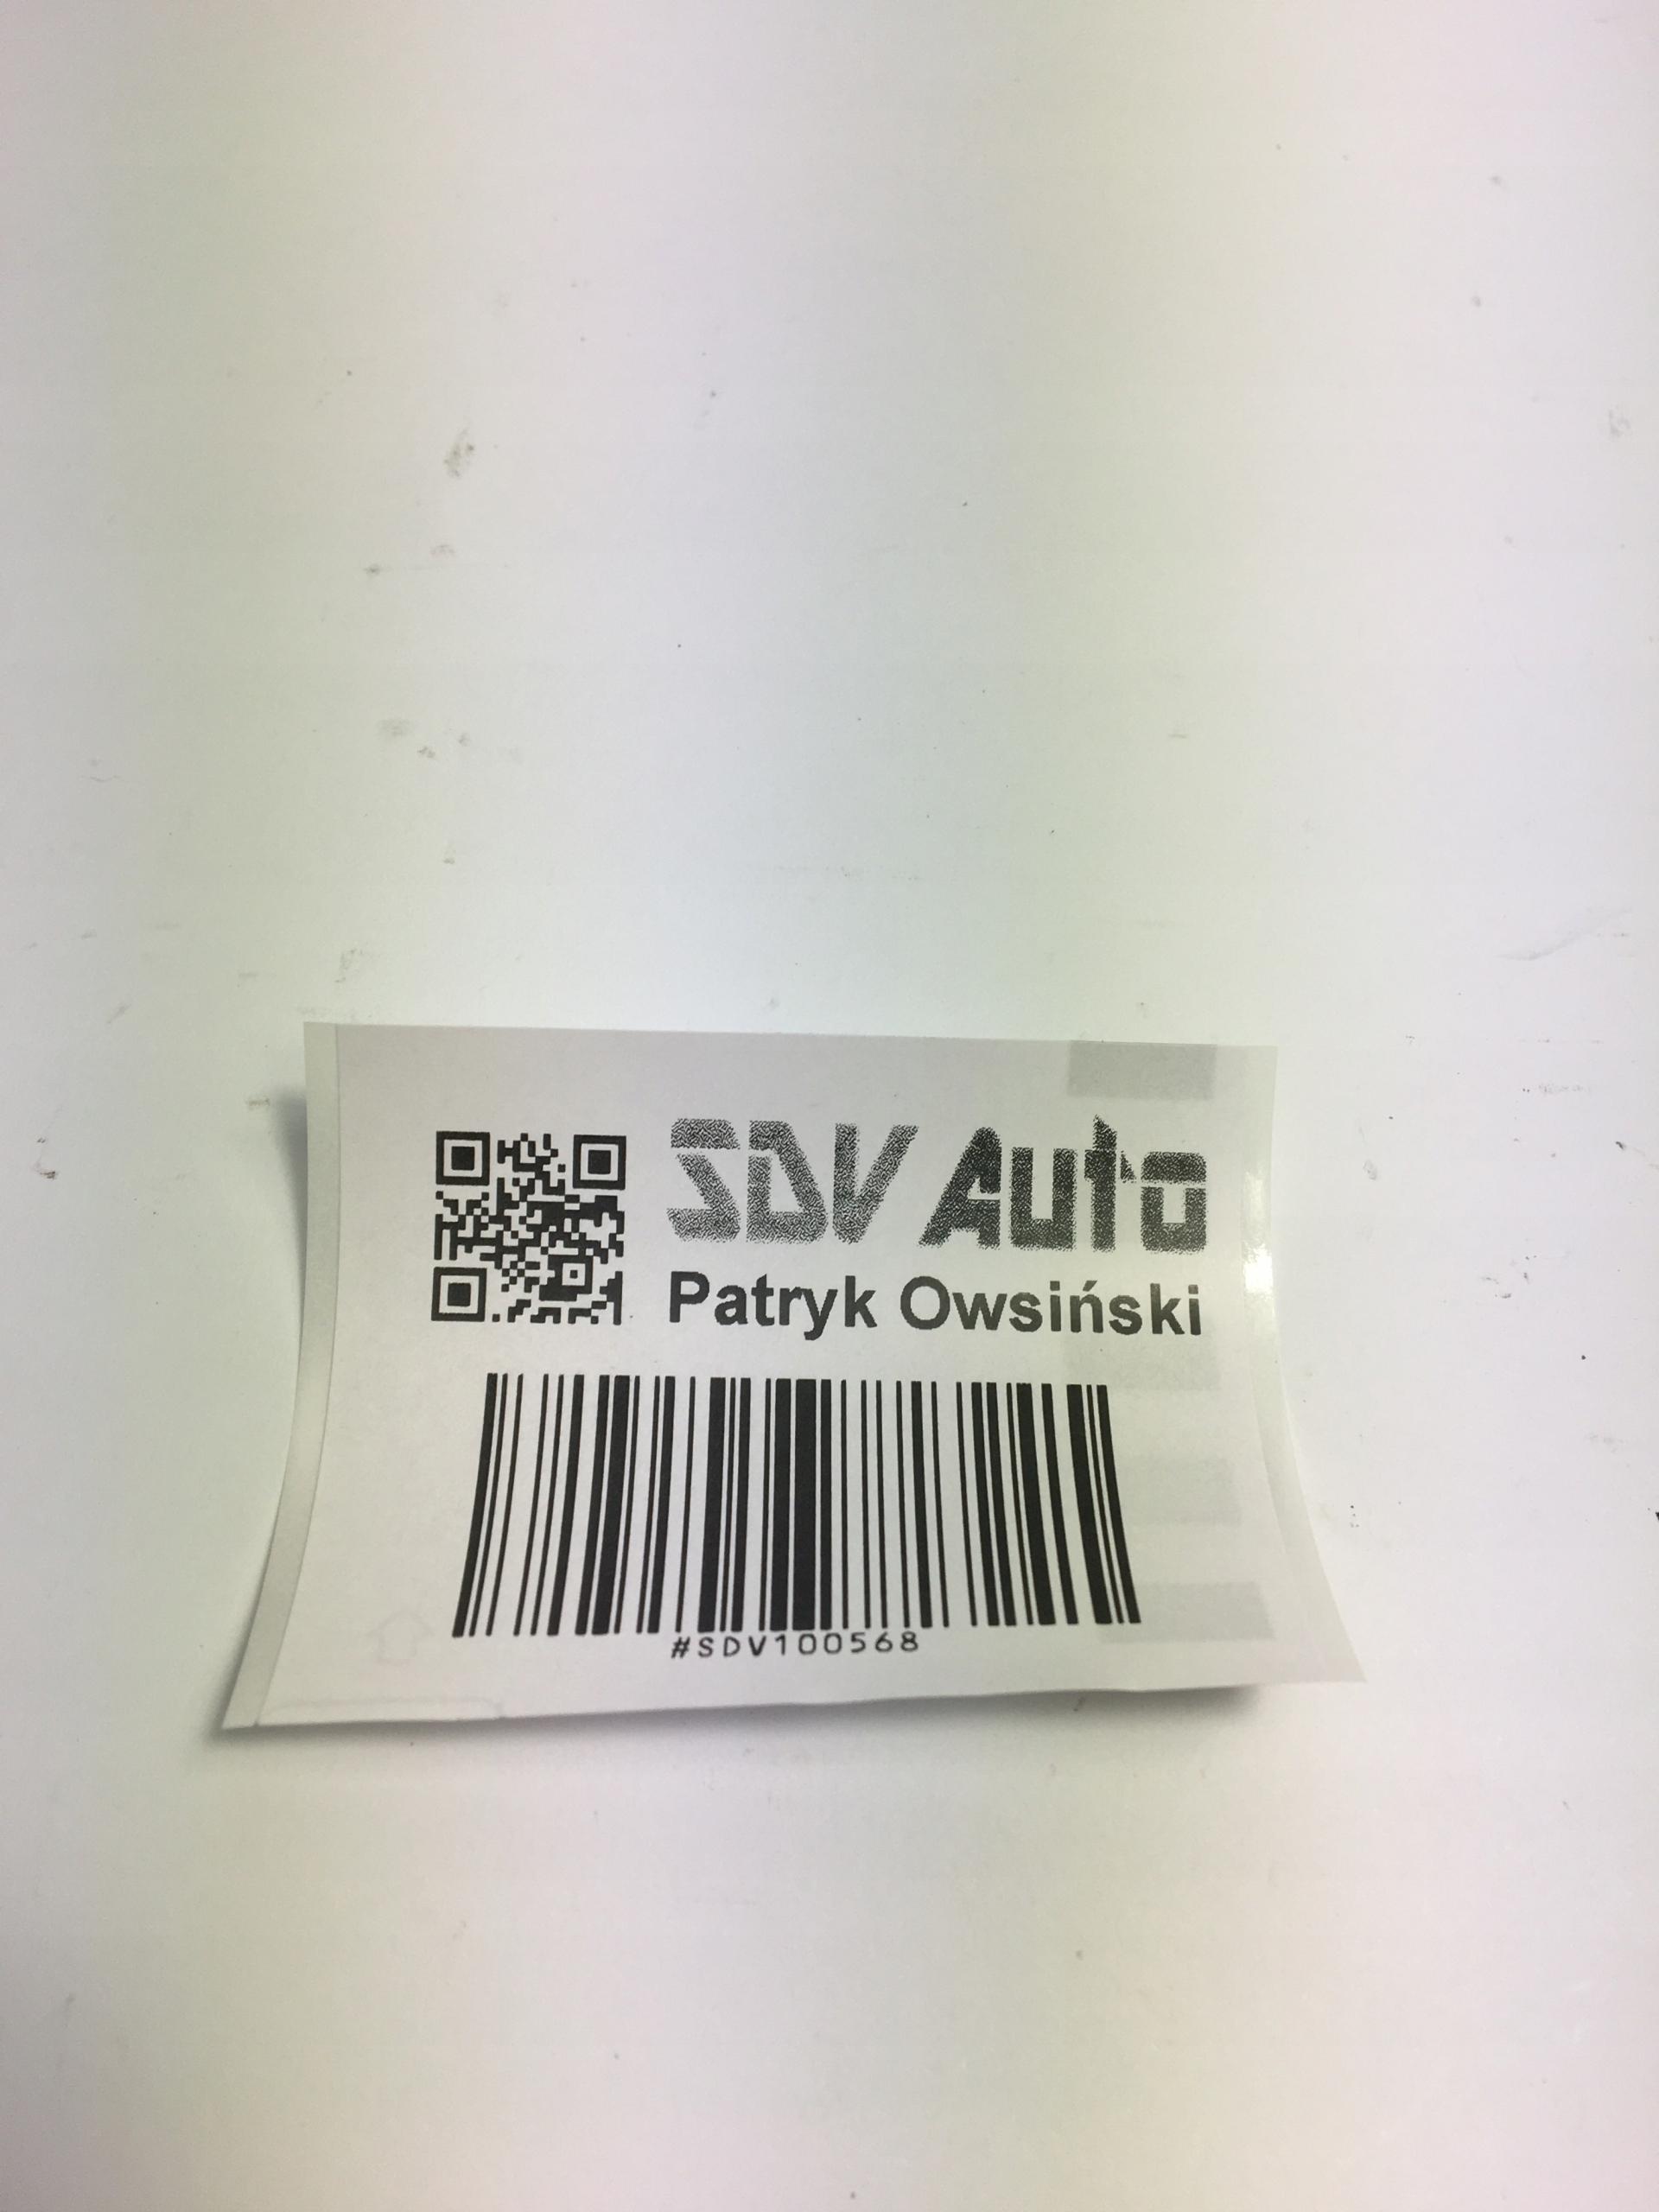 SDV Auto
Patryk Owsiński
#SDV100568